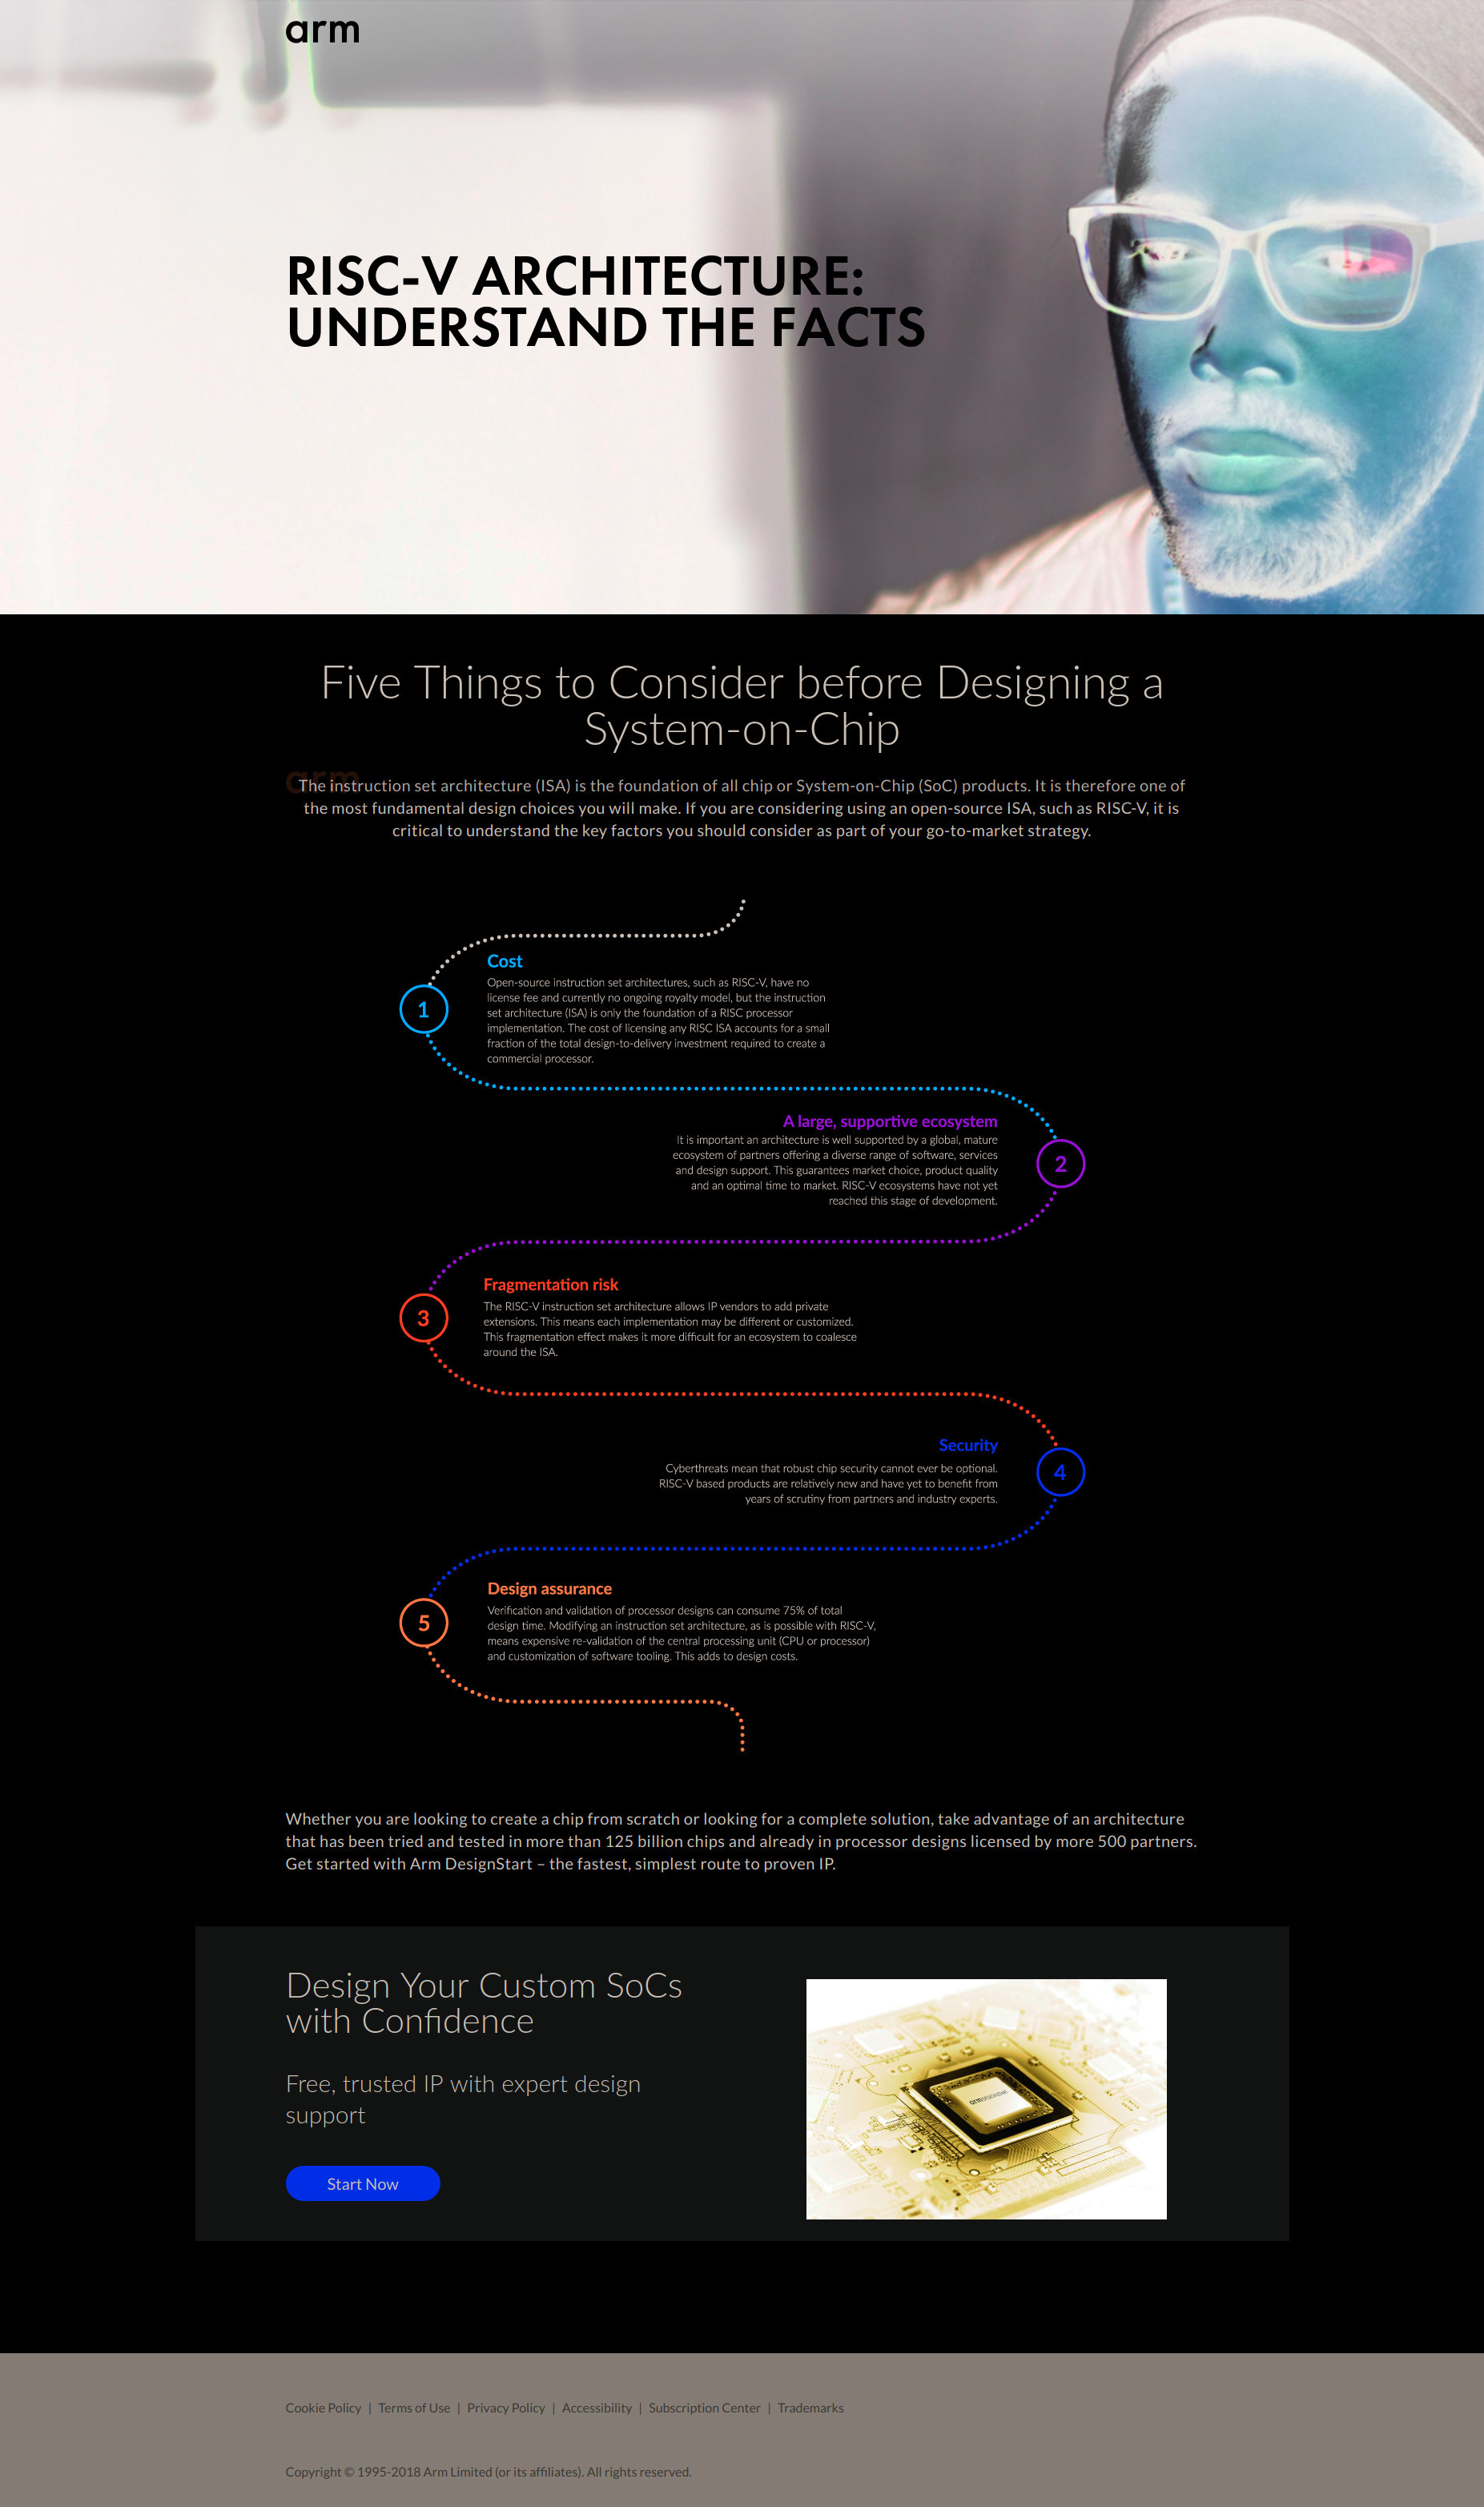 arm
RISC-V ARCHITECTURE:
UNDERSTAND THE FACTS
Five Things to Consider before Designing a
System-on-Chip
arm
The instruction set architecture (ISA) is the foundation of all chip or System-on-Chip (SoC) products. It is therefore one of
the most fundamental design choices you will make. If you are considering using an open-source ISA, such as RISC-V, it is
critical to understand the key factors you should consider as part of your go-to-market strategy.
1
Cost
Open-source instruction set architectures, such as RISC-V, have no
license fee and currently no ongoing royalty model, but the instruction
set architecture (ISA) is only the foundation of a RISC processor
implementation. The cost of licensing any RISC ISA accounts for a small
fraction of the total design-to-delivery investment required to create a
commercial processor.
A large, supportive ecosystem
It is important an architecture is well supported by a global, mature
ecosystem of partners offering a diverse range of software, services
and design support. This guarantees market choice, product quality
and an optimal time to market. RISC-V ecosystems have not yet
reached this stage of development.
2
3
Fragmentation risk
The RISC-V instruction set architecture allows IP vendors to add private
extensions. This means each implementation may be different or customized.
This fragmentation effect makes it more difficult for an ecosystem to coalesce
around the ISA.
Security
Cyberthreats mean that robust chip security cannot ever be optional.
RISC-V based products are relatively new and have yet to benefit from
years of scrutiny from partners and industry experts.
4
5
Design assurance
Verification and validation of processor designs can consume 75% of total
design time. Modifying an instruction set architecture, as is possible with RISC-V,
means expensive re-validation of the central processing unit (CPU or processor)
and customization of software tooling. This adds to design costs.
Whether you are looking to create a chip from scratch or looking for a complete solution, take advantage of an architecture
that has been tried and tested in more than 125 billion chips and already in processor designs licensed by more 500 partners.
Get started with Arm DesignStart – the fastest, simplest route to proven IP.
Design Your Custom SoCs
with Confidence
Free, trusted IP with expert design
support
Start Now
Cookie Policy | Terms of Use | Privacy Policy | Accessibility | Subscription Center | Trademarks
Copyright © 1995-2018 Arm Limited (or its affiliates). All rights reserved.